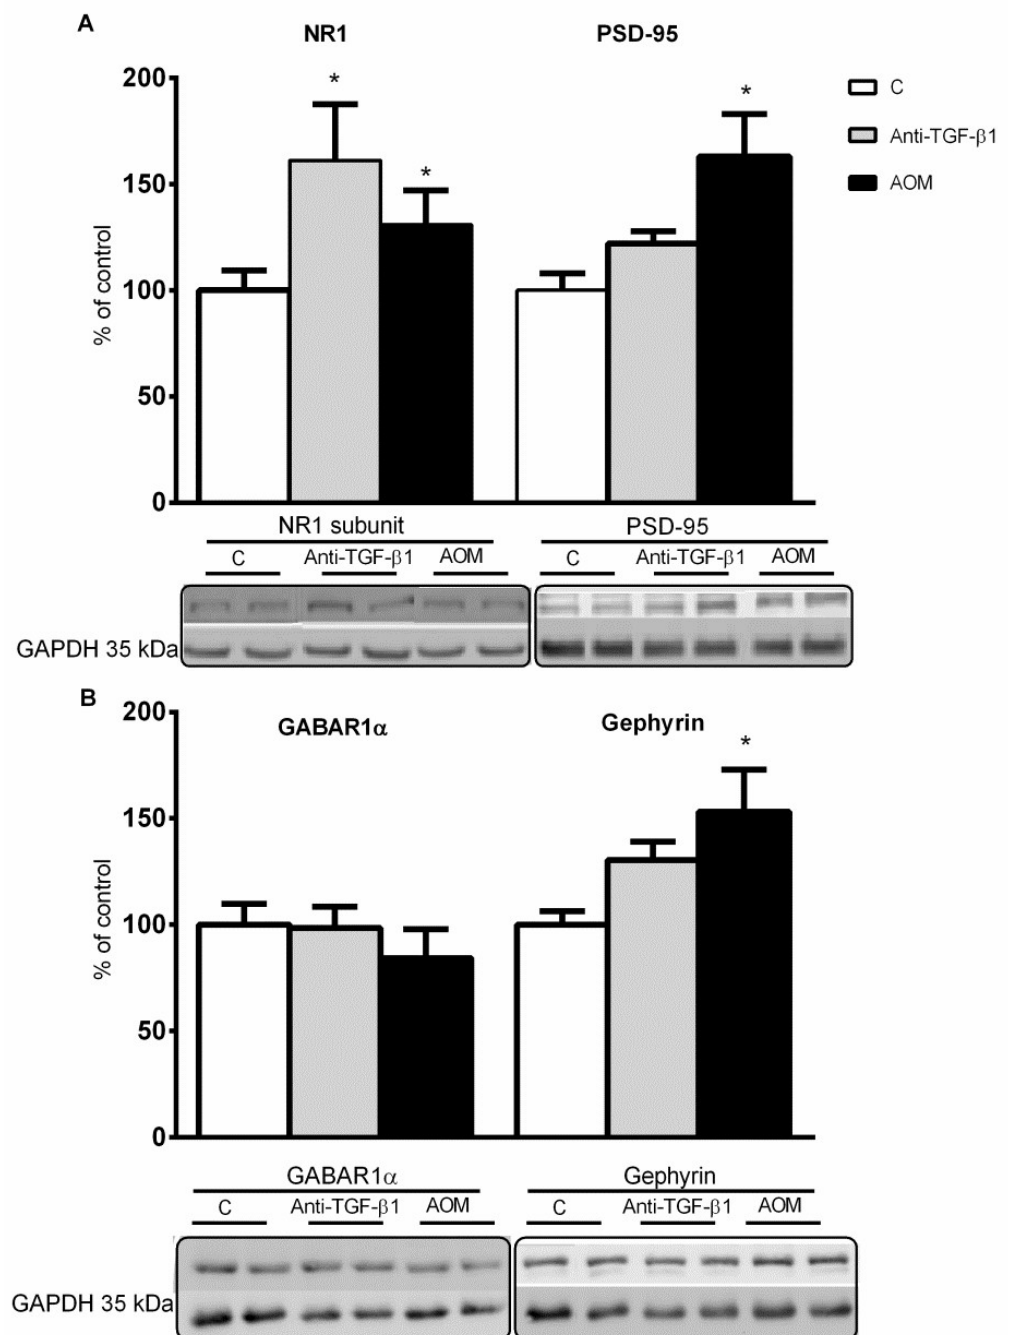 A
NR1 PSD-95
* *
*
200
150
100
50
0
% of control
C
Anti-TGF-β1
AOM
NR1 subunit PSD-95
C Anti-TGF-β1 AOM C Anti-TGF-β1 AOM
GAPDH 35 kDa
B
GABAR1α Gephyrin
*
200
150
100
50
0
% of control
GABAR1α Gephyrin
C Anti-TGF-β1 AOM C Anti-TGF-β1 AOM
GAPDH 35 kDa